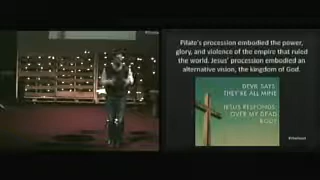 Pilate's procession embodied the power,
glory, and violence of the empire that ruled
the world. Jesus' procession embodied an
alternative vision, the kingdom of God.
DEVIL SAYS:
THEY'RE ALL MINE
JESUS RESPONDS:
OVER MY DEAD
BODY